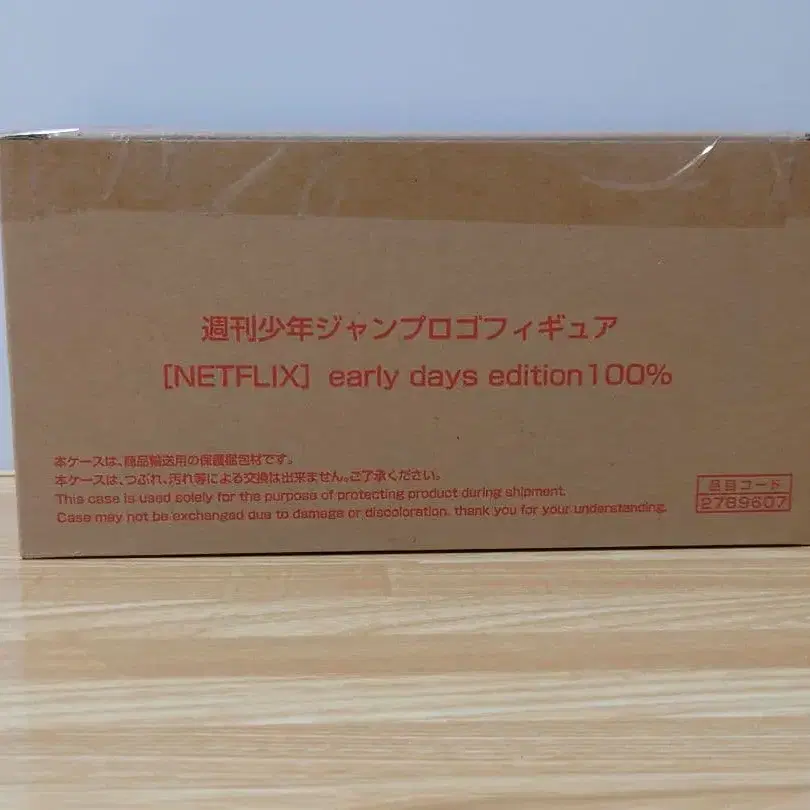 週刊少年ジャンプロゴフィギュア
[NETFLIX] early days edition100%
本ケースは、商品輸送用の保護梱包材です。
本ケースは、つぶれ、汚れ等による交換は出来ません。ご了承ください。
This case is used solely for the purpose of protecting product during shipment.
Case may not be exchanged due to damage or discoloration. thank you for your understanding.
品目コード
2789607